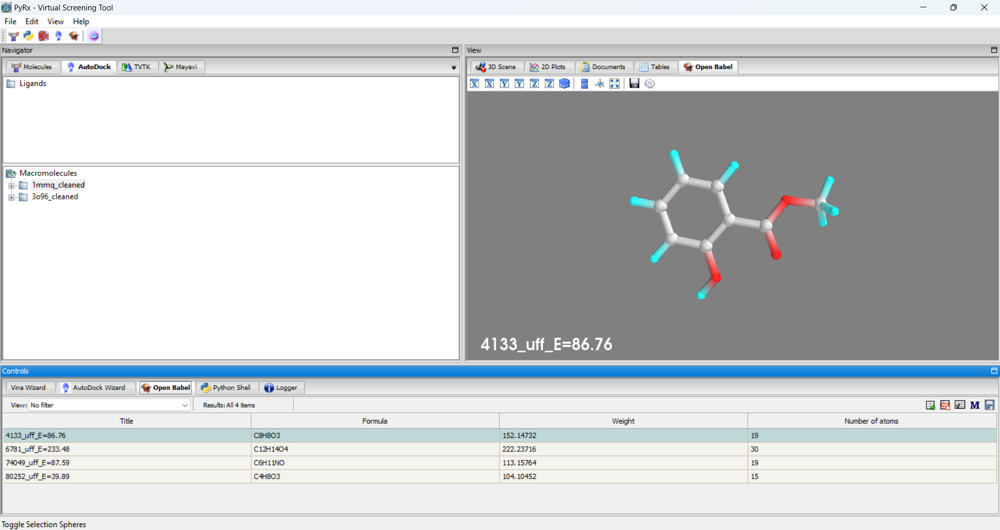 PyRx - Virtual Screening Tool
File Edit View Help
Navigator
Molecules AutoDock TVTK Mayavi
Ligands
Macromolecules
1mmq_cleaned
3o96_cleaned
View
3D Scene 2D Plots Documents Tables Open Babel
X X Y Y Z Z
4133_uff_E=86.76
Controls
Vina Wizard AutoDock Wizard Open Babel Python Shell Logger
View: No filter Results: All 4 items M
Title Formula Weight Number of atoms
4133_uff_E=86.76 C8H8O3 152.14732 19
6781_uff_E=233.48 C12H14O4 222.23716 30
74049_uff_E=87.59 C6H11NO 113.15764 19
80252_uff_E=39.89 C4H8O3 104.10452 15
Toggle Selection Spheres